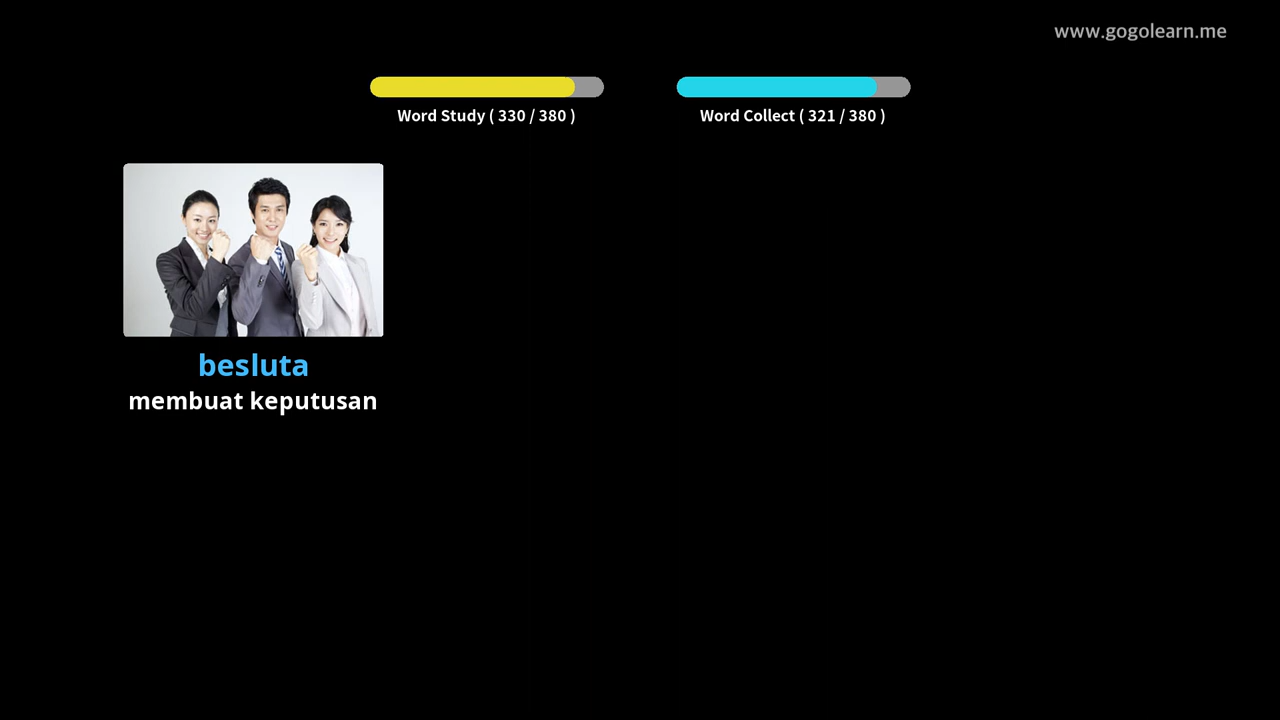 www.gogolearn.me
Word Study ( 330 / 380 )
Word Collect ( 321 / 380 )
besluta
membuat keputusan